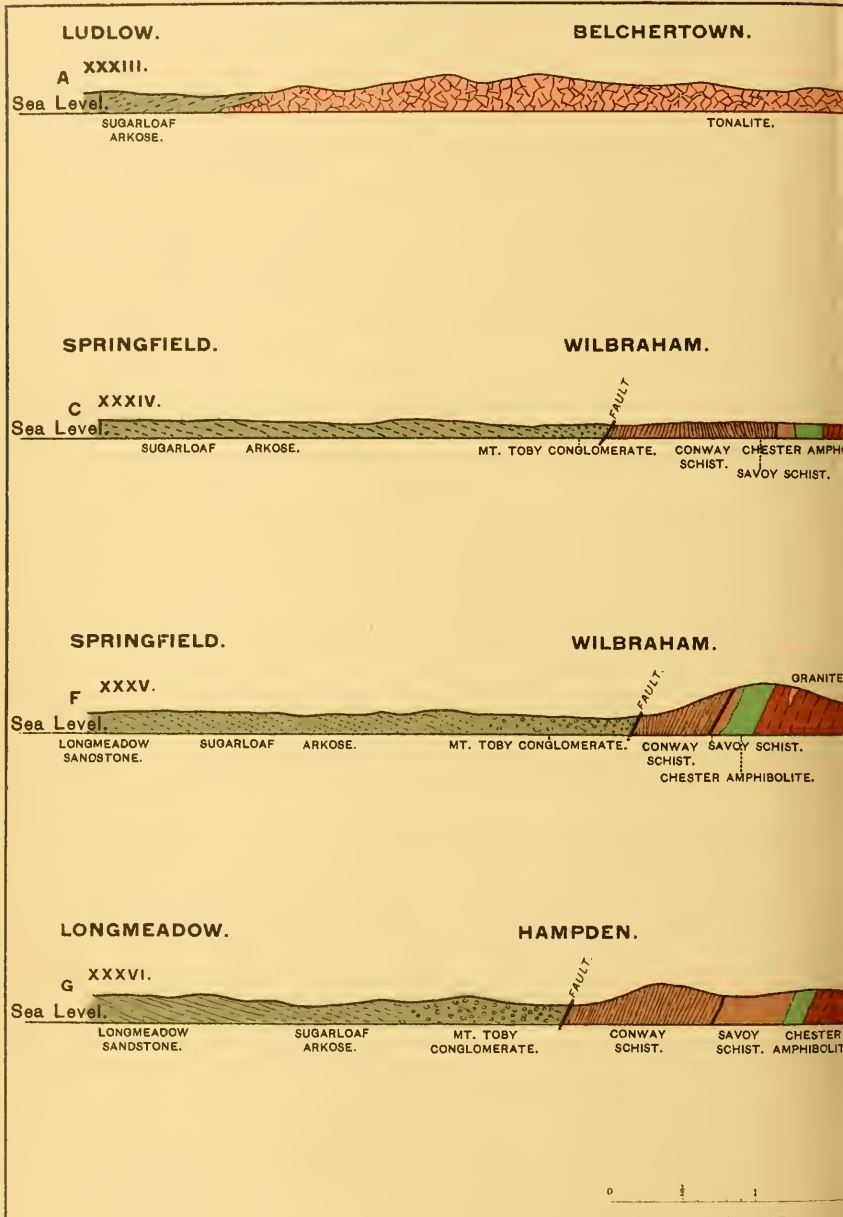 LUDLOW. BELCHERTOWN.
A XXXIII.
Sea Level.
SUGARLOAF ARKOSE.
TONALITE.
SPRINGFIELD. WILBRAHAM.
C XXXIV.
FAULT
Sea Level.
SUGARLOAF ARKOSE. MT. TOBY CONGLOMERATE. CONWAY SCHIST. CHESTER AMPH
SAVOY SCHIST.
SPRINGFIELD. WILBRAHAM.
F XXXV.
FAULT.
GRANITE
Sea Level.
LONGMEADOW SANDSTONE. SUGARLOAF ARKOSE. MT. TOBY CONGLOMERATE. CONWAY SCHIST. SAVOY SCHIST.
CHESTER AMPHIBOLITE.
LONGMEADOW. HAMPDEN.
G XXXVI.
FAULT.
Sea Level.
LONGMEADOW SANDSTONE. SUGARLOAF ARKOSE. MT. TOBY CONGLOMERATE. CONWAY SCHIST. SAVOY SCHIST. CHESTER AMPHIBOLIT
0 ½ 1